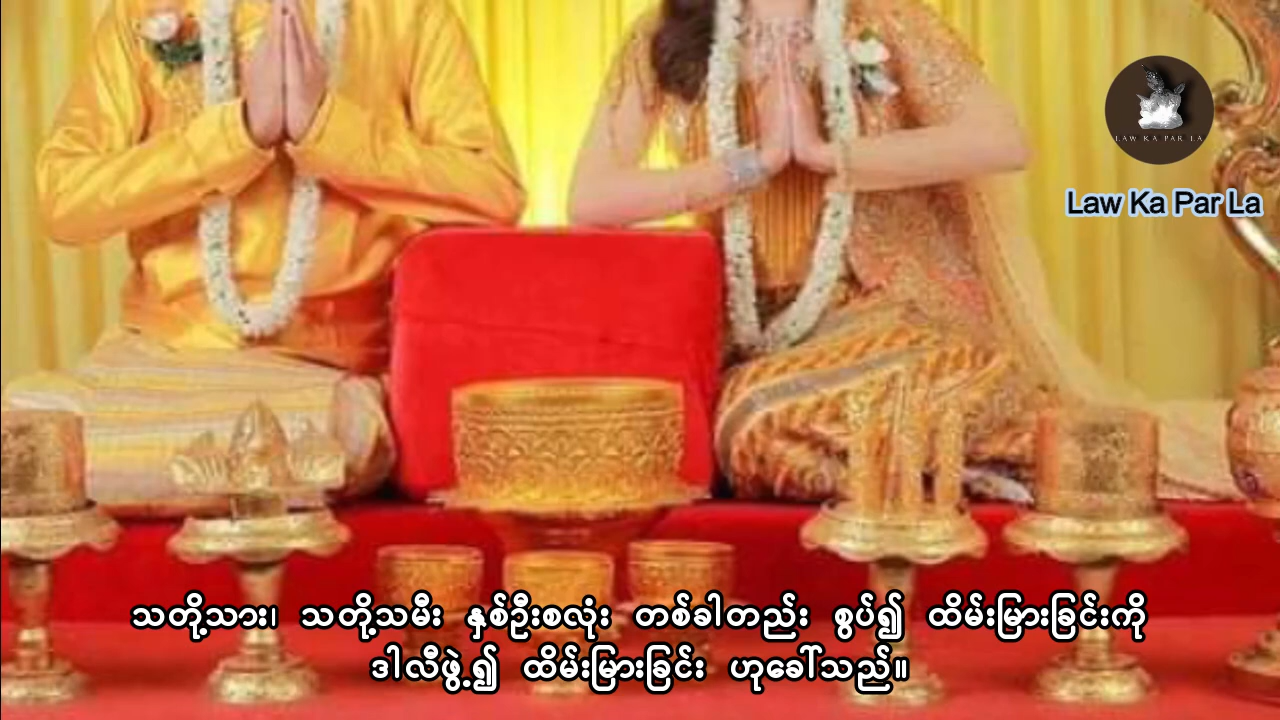 LAW KA PAR LA
Law Ka Par La
သတို့သား၊ သတို့သမီး နှစ်ဦးစလုံး တစ်ခါတည်း စွပ်၍ ထိမ်းမြားခြင်းကို
ဒါလီဖွဲ့၍ ထိမ်းမြားခြင်း ဟုခေါ်သည်။